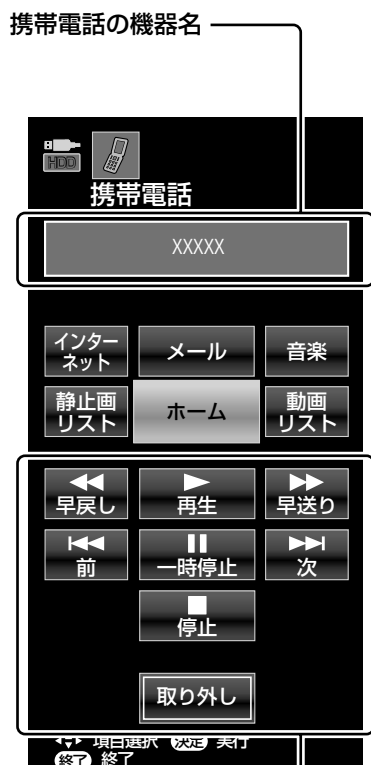 携帯電話の機器名
HDD
携帯電話
XXXXX
インター
ネット
メール
音楽
静止画
リスト
ホーム
動画
リスト
早戻し
再生
早送り
前
一時停止
次
停止
取り外し
項目選択 決定 実行
終了 終了